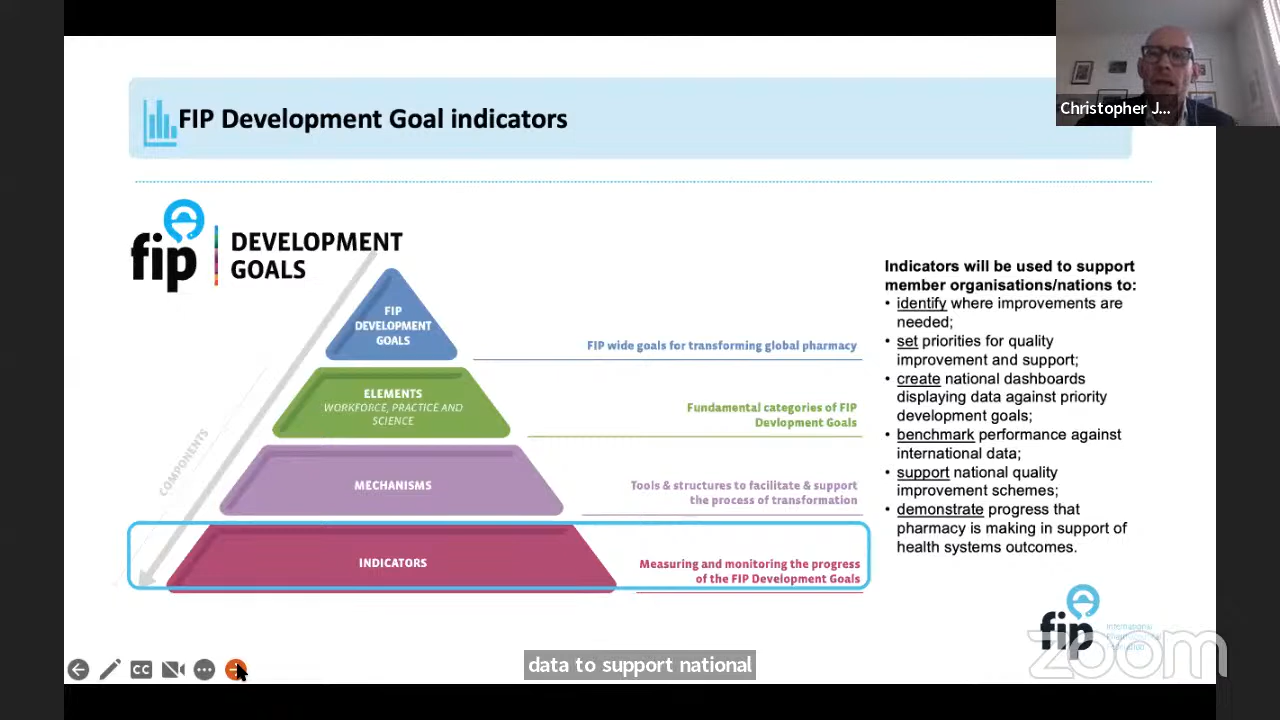 Christopher J...
FIP Development Goal indicators
fip
DEVELOPMENT
GOALS
FIP
DEVELOPMENT
GOALS
FIP wide goals for transforming global pharmacy
ELEMENTS
WORKFORCE, PRACTICE AND
SCIENCE
Fundamental categories of FIP
Devlopment Goals
COMPONENTS
MECHANISMS
Tools & structures to facilitate & support
the process of transformation
INDICATORS
Measuring and monitoring the progress
of the FIP Development Goals
Indicators will be used to support
member organisations/nations to:
• identify where improvements are
needed;
• set priorities for quality
improvement and support;
• create national dashboards
displaying data against priority
development goals;
• benchmark performance against
international data;
• support national quality
improvement schemes;
• demonstrate progress that
pharmacy is making in support of
health systems outcomes.
fip
International
zoom
CC
data to support national